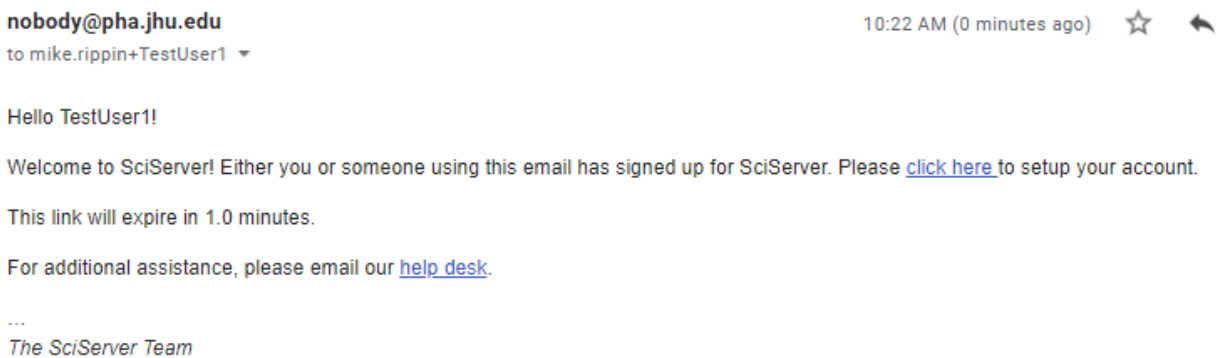 nobody@pha.jhu.edu 10:22 AM (0 minutes ago)
to mike.rippin+TestUser1
Hello TestUser1!
Welcome to SciServer! Either you or someone using this email has signed up for SciServer. Please click here to setup your account.
This link will expire in 1.0 minutes.
For additional assistance, please email our help desk.
...
The SciServer Team